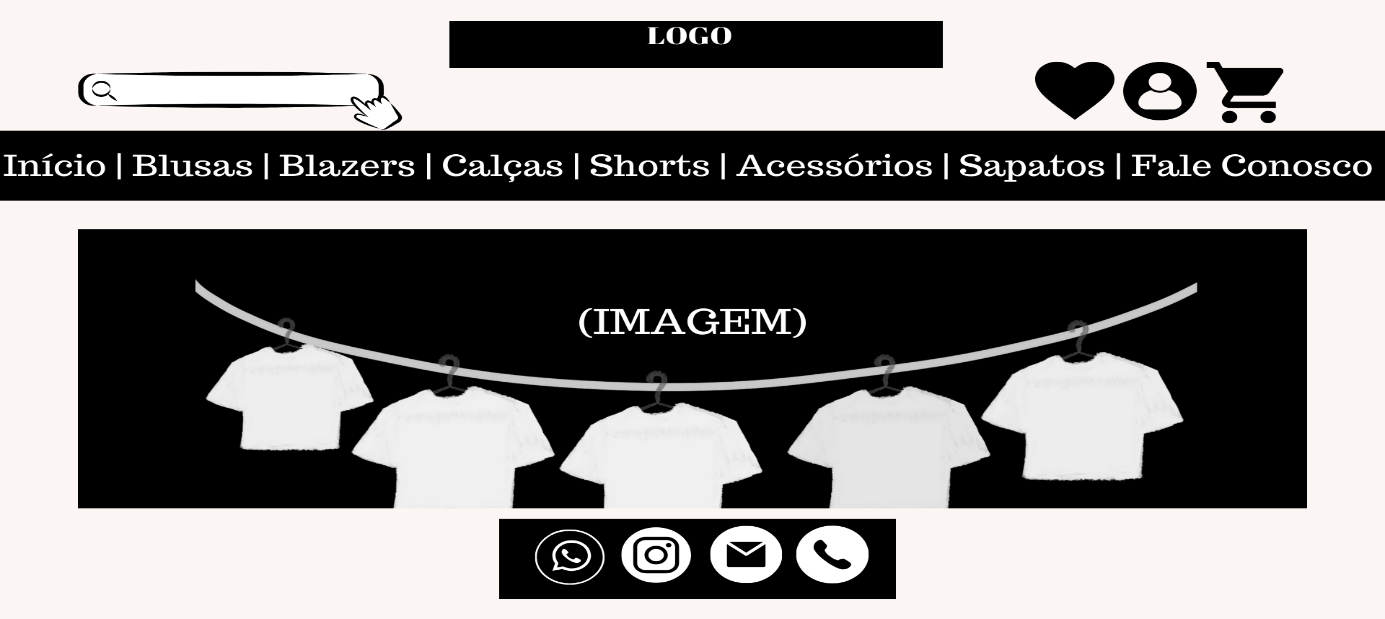 LOGO
Início | Blusas | Blazers | Calças | Shorts | Acessórios | Sapatos | Fale Conosco
(IMAGEM)